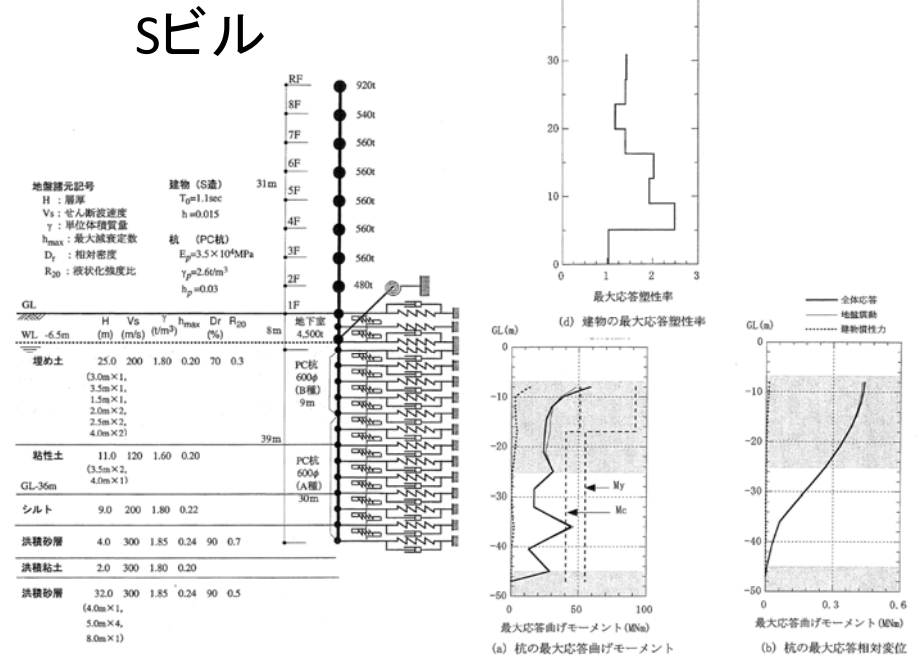 Sビル
RF 920t
8F 540t
7F 560t
6F 560t
31m 5F 560t
4F 560t
3F 560t
2F 480t
1F
地盤諸元記号
H : 層厚
Vs : せん断波速度
γ : 単位体積質量
hmax : 最大減衰定数
Dr : 相対密度
R20 : 液状化強度比
建物 (S造)
T0=1.1sec
h=0.015
杭 (PC杭)
Ep=3.5×10⁴MPa
γp=2.6t/m³
hp=0.03
GL
WL -6.5m
H Vs γ hmax Dr R20
(m) (m/s) (t/m³) (%)
8m 地下室
4,500t
埋め土 25.0 200 1.80 0.20 70 0.3
(3.0m×1,
3.5m×1,
1.5m×1,
2.0m×2,
2.5m×2,
4.0m×2)
PC杭
600φ
(B種)
9m
39m
粘性土 11.0 120 1.60 0.20
(3.5m×2,
4.0m×1)
GL-36m
PC杭
600φ
(A種)
30m
シルト 9.0 200 1.80 0.22
洪積砂層 4.0 300 1.85 0.24 90 0.7
洪積粘土 2.0 300 1.80 0.20
洪積砂層 32.0 300 1.85 0.24 90 0.5
(4.0m×1,
5.0m×4,
8.0m×1)
30
20
10
0
0 1 2 3
最大応答塑性率
(d) 建物の最大応答塑性率
GL(m)
0
-10
-20
-30
-40
-50
My
Mc
0 50 100
最大応答曲げモーメント(MNm)
(a) 杭の最大応答曲げモーメント
全体応答
地盤震動
建物慣性力
GL(m)
0
-10
-20
-30
-40
-50
0 0.3 0.6
最大応答曲げモーメント(MNm)
(b) 杭の最大応答相対変位